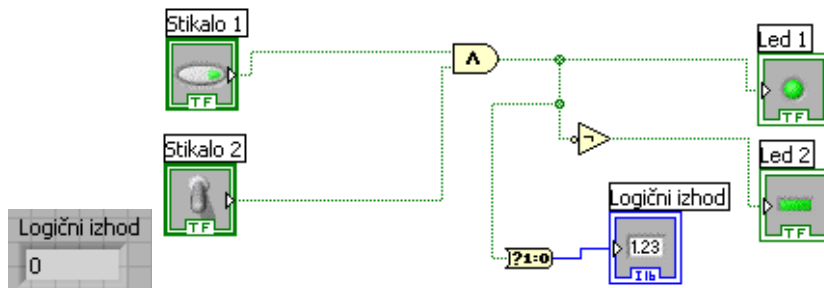 Stikalo 1
TF
Λ
Led 1
TF
Stikalo 2
TF
¬
Led 2
TF
Logični izhod
1.23
I16
?1:0
Logični izhod
0